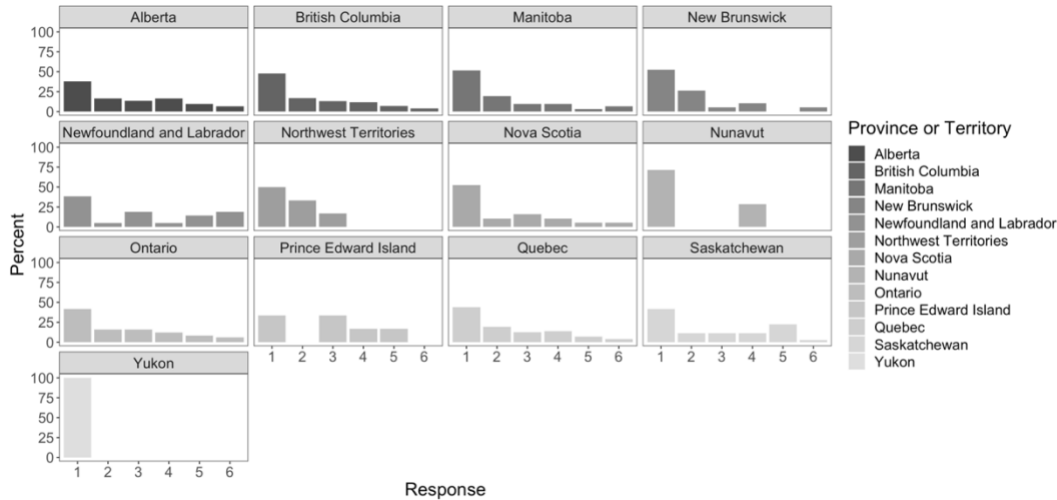 Alberta
British Columbia
Manitoba
New Brunswick
100
75
50
25
0
Newfoundland and Labrador
Northwest Territories
Nova Scotia
Nunavut
100
75
50
25
0
Ontario
Prince Edward Island
Quebec
Saskatchewan
100
75
50
25
0
1 2 3 4 5 6
1 2 3 4 5 6
1 2 3 4 5 6
Yukon
100
75
50
25
0
1 2 3 4 5 6
Percent
Response
Province or Territory
Alberta
British Columbia
Manitoba
New Brunswick
Newfoundland and Labrador
Northwest Territories
Nova Scotia
Nunavut
Ontario
Prince Edward Island
Quebec
Saskatchewan
Yukon